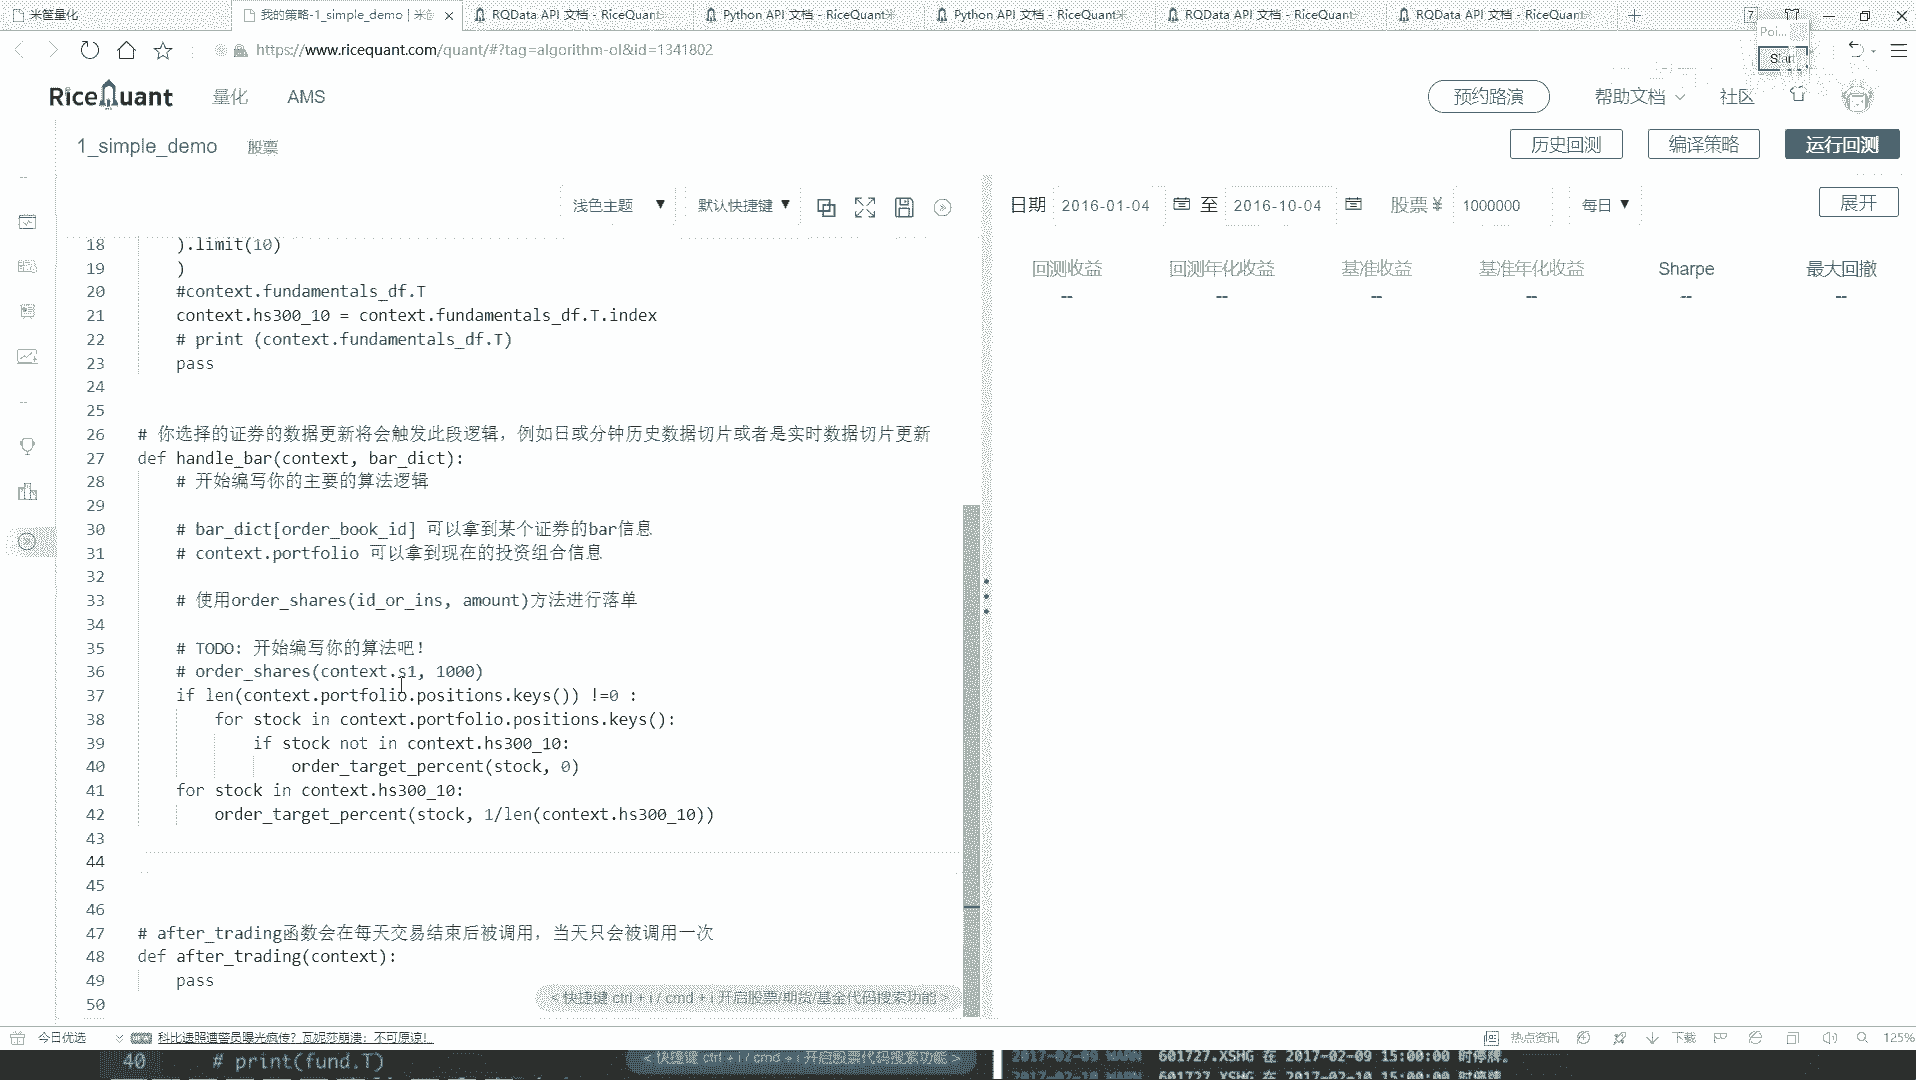 米筐量化
我的策略-1_simple_demo | 米
RQData API 文档 - RiceQuant
Python API 文档 - RiceQuant
Python API 文档 - RiceQuant
RQData API 文档 - RiceQuant
RQData API 文档 - RiceQuant
Poi...
Start
https://www.ricequant.com/quant/#?tag=algorithm-ol&id=1341802
RiceQuant 量化 AMS 预约路演 帮助文档 社区
1_simple_demo 股票 历史回测 编译策略 运行回测
浅色主题 默认快捷键
日期 2016-01-04 至 2016-10-04 股票 ¥ 1000000 每日 展开
回测收益 回测年化收益 基准收益 基准年化收益 Sharpe 最大回撤
-- -- -- -- -- --
18 ).limit(10)
19 )
20 #context.fundamentals_df.T
21 context.hs300_10 = context.fundamentals_df.T.index
22 # print (context.fundamentals_df.T)
23 pass
24
25
26 # 你选择的证券的数据更新将会触发此段逻辑，例如日或分钟历史数据切片或者是实时数据切片更新
27 def handle_bar(context, bar_dict):
28 # 开始编写你的主要的算法逻辑
29
30 # bar_dict[order_book_id] 可以拿到某个证券的bar信息
31 # context.portfolio 可以拿到现在的投资组合信息
32
33 # 使用order_shares(id_or_ins, amount)方法进行落单
34
35 # TODO: 开始编写你的算法吧！
36 # order_shares(context.s1, 1000)
37 if len(context.portfolio.positions.keys()) !=0 :
38 for stock in context.portfolio.positions.keys():
39 if stock not in context.hs300_10:
40 order_target_percent(stock, 0)
41 for stock in context.hs300_10:
42 order_target_percent(stock, 1/len(context.hs300_10))
43
44
45
46
47 # after_trading函数会在每天交易结束后被调用，当天只会被调用一次
48 def after_trading(context):
49 pass
50
< 快捷键 ctrl + i / cmd + i 开启股票/期货/基金代码搜索功能 >
今日优选 科比遗照遭警员曝光疯传？瓦妮莎崩溃：不可原谅！ 热点资讯 下载 125%
40 # print(fund.T) < 快捷键 ctrl + i / cmd + i 开启股票代码搜索功能 >
2017-02-09 WARN 601727.XSHG 在 2017-02-09 15:00:00 时停牌。
2017-02-10 WARN 601727.XSHG 在 2017-02-10 15:00:00 时停牌。